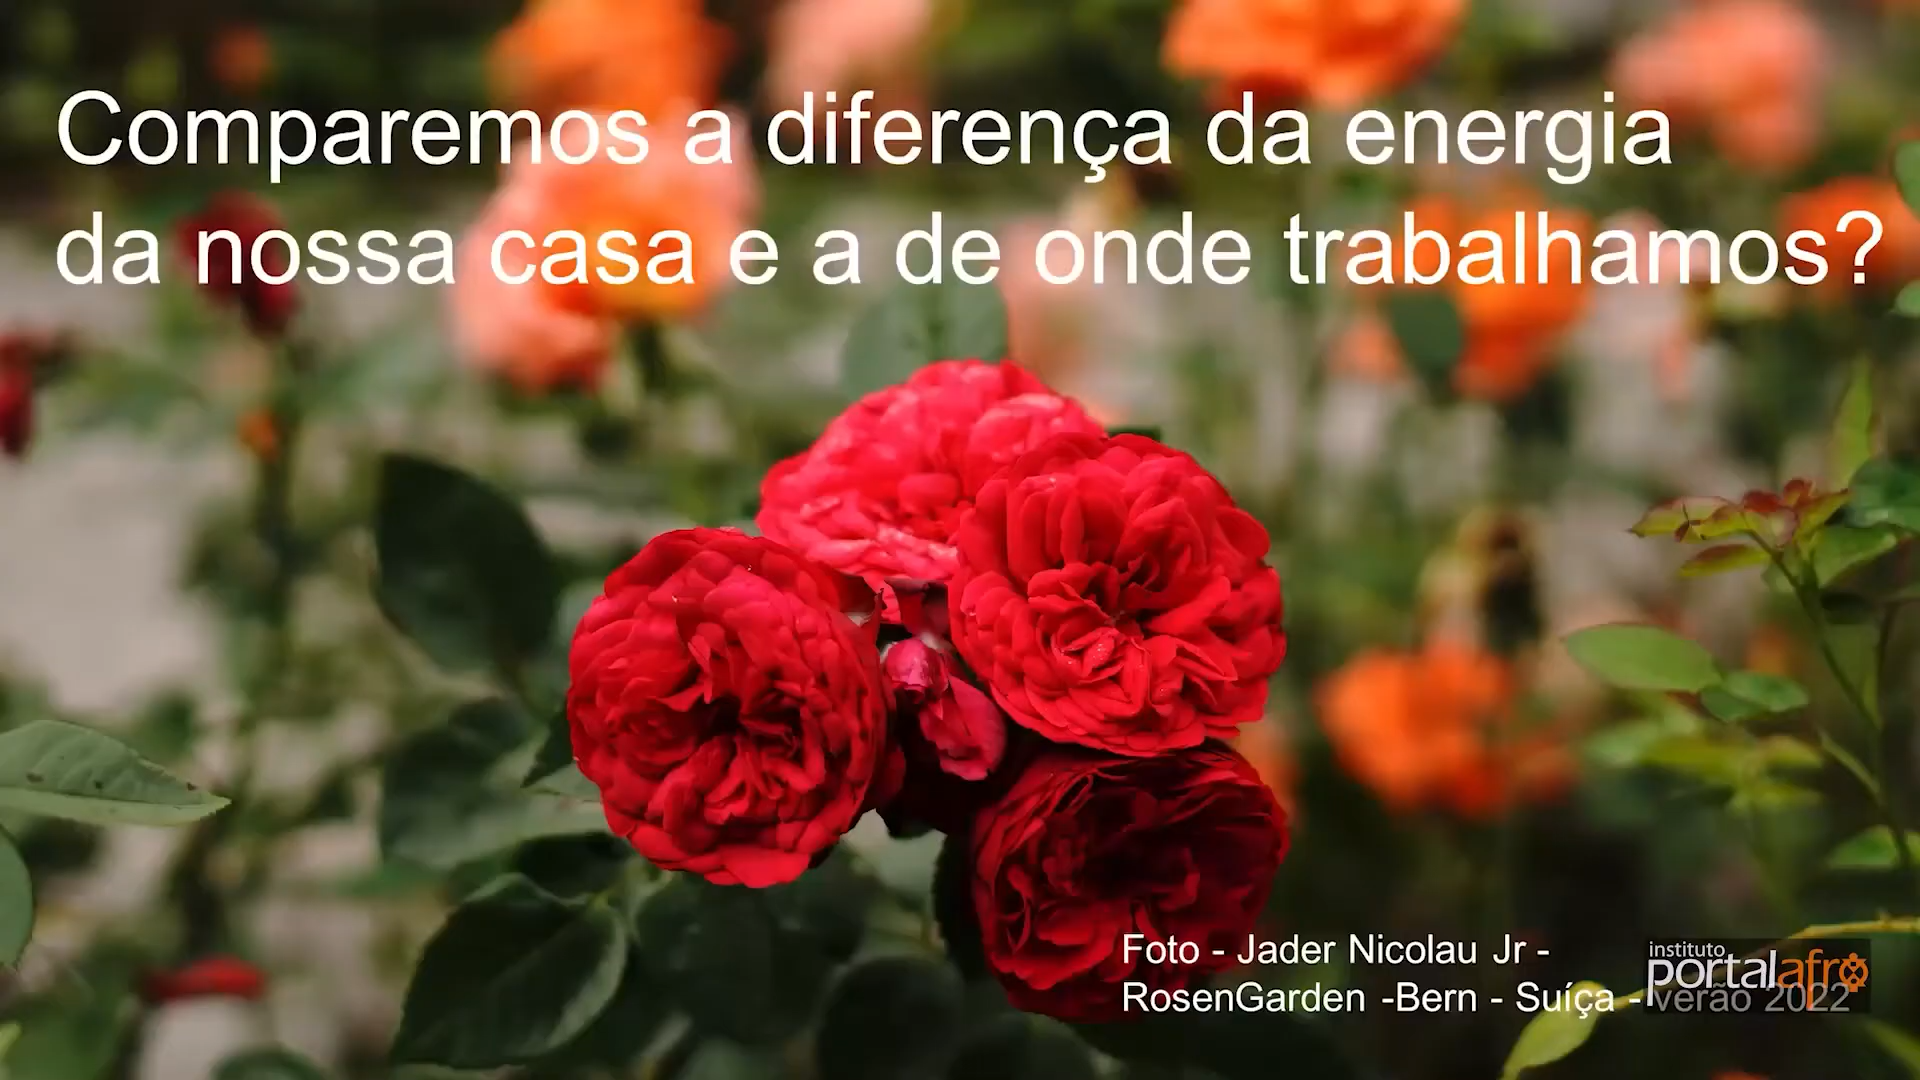 Comparemos a diferença da energia
da nossa casa e a de onde trabalhamos?
Foto - Jader Nicolau Jr -
RosenGarden -Bern - Suíça - verão 2022
instituto
portalafro